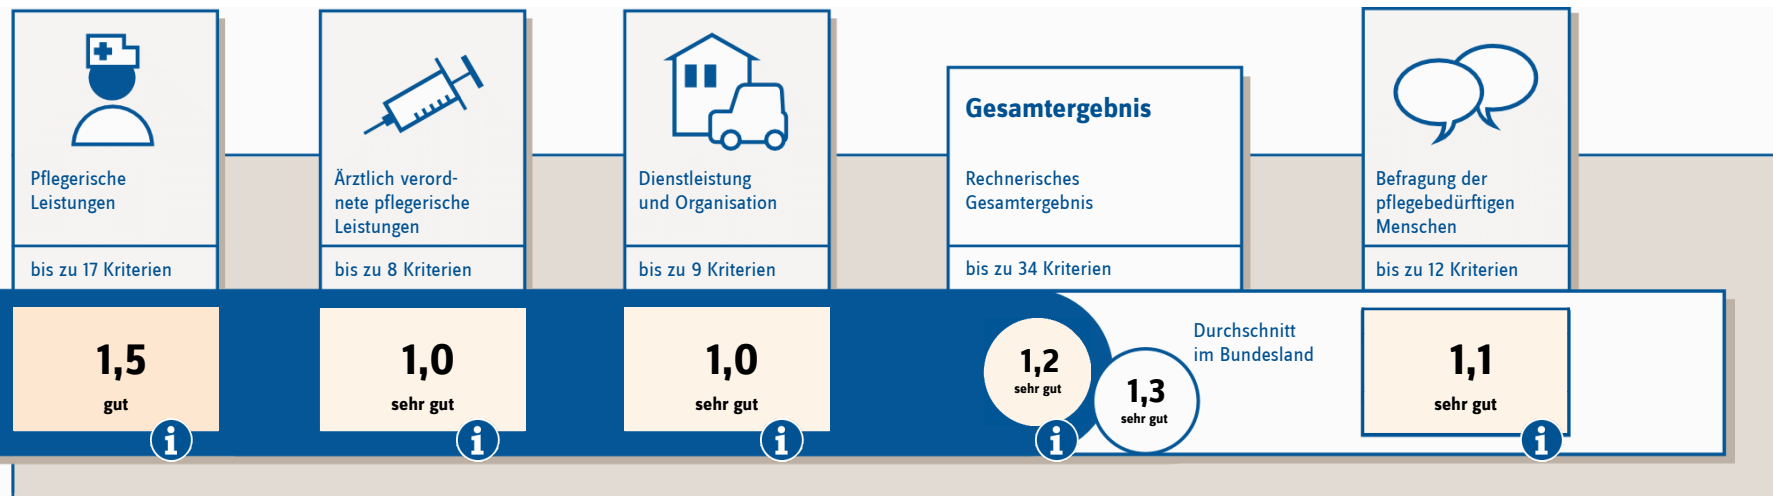 Pflegerische
Leistungen
bis zu 17 Kriterien
1,5
gut
i
Ärztlich verord-
nete pflegerische
Leistungen
bis zu 8 Kriterien
1,0
sehr gut
i
Dienstleistung
und Organisation
bis zu 9 Kriterien
1,0
sehr gut
i
Gesamtergebnis
Rechnerisches
Gesamtergebnis
bis zu 34 Kriterien
1,2
sehr gut
i
1,3
sehr gut
Durchschnitt
im Bundesland
Befragung der
pflegebedürftigen
Menschen
bis zu 12 Kriterien
1,1
sehr gut
i